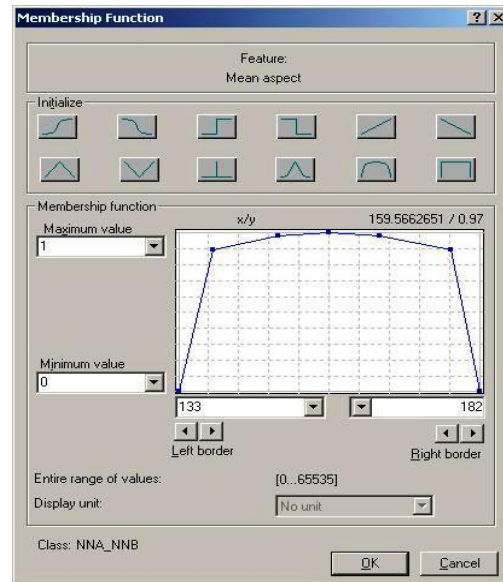 Membership Function
Feature:
Mean aspect
Initialize
Membership function
Maximum value
x/y
159.5662651 / 0.97
1
Minimum value
0
133
182
Left border
Right border
Entire range of values:
[0...65535]
Display unit:
No unit
Class: NNA_NNB
OK
Cancel